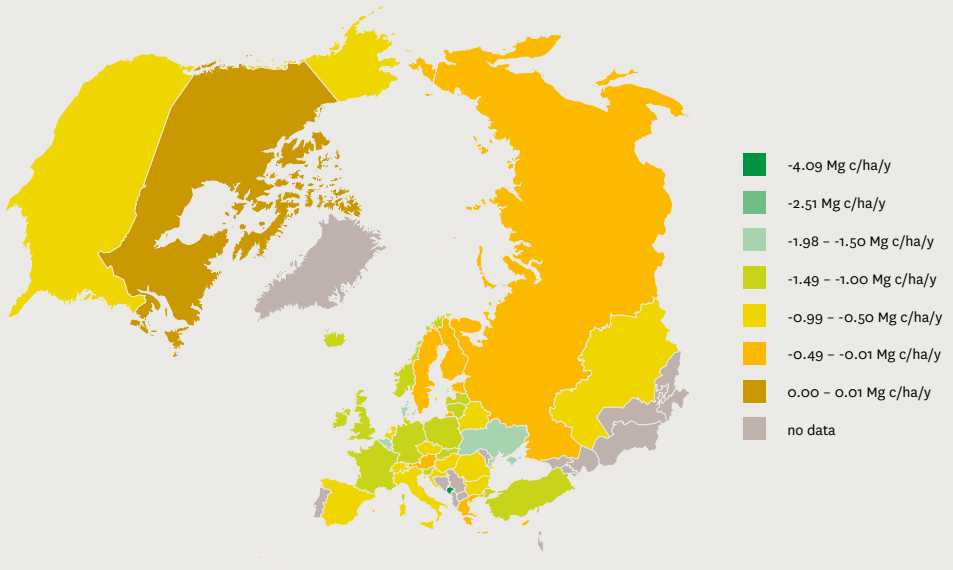 -4.09 Mg c/ha/y
-2.51 Mg c/ha/y
-1.98 – -1.50 Mg c/ha/y
-1.49 – -1.00 Mg c/ha/y
-0.99 – -0.50 Mg c/ha/y
-0.49 – -0.01 Mg c/ha/y
0.00 – 0.01 Mg c/ha/y
no data